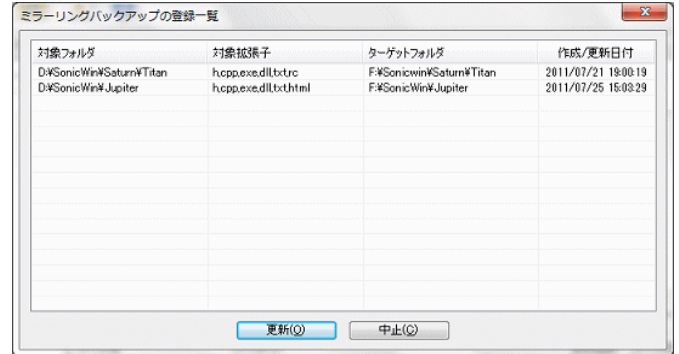 ミラーリングバックアップの登録一覧
対象フォルダ 対象拡張子 ターゲットフォルダ 作成/更新日付
D:¥SonicWin¥Saturn¥Titan h,cpp,exe,dll,txt,rc F:¥Sonicwin¥Saturn¥Titan 2011/07/21 19:00:19
D:¥SonicWin¥Jupiter h,cpp,exe,dll,txt,html F:¥SonicWin¥Jupiter 2011/07/25 15:03:29
更新(O) 中止(C)